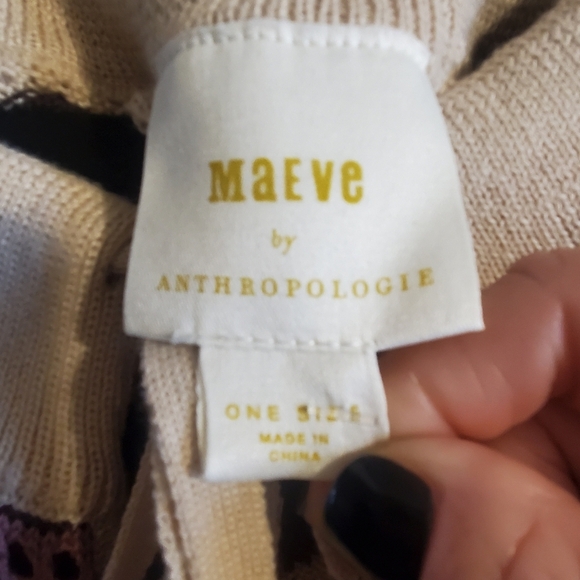 MaEve
by
ANTHROPOLOGIE
ONE SIZE
MADE IN
CHINA